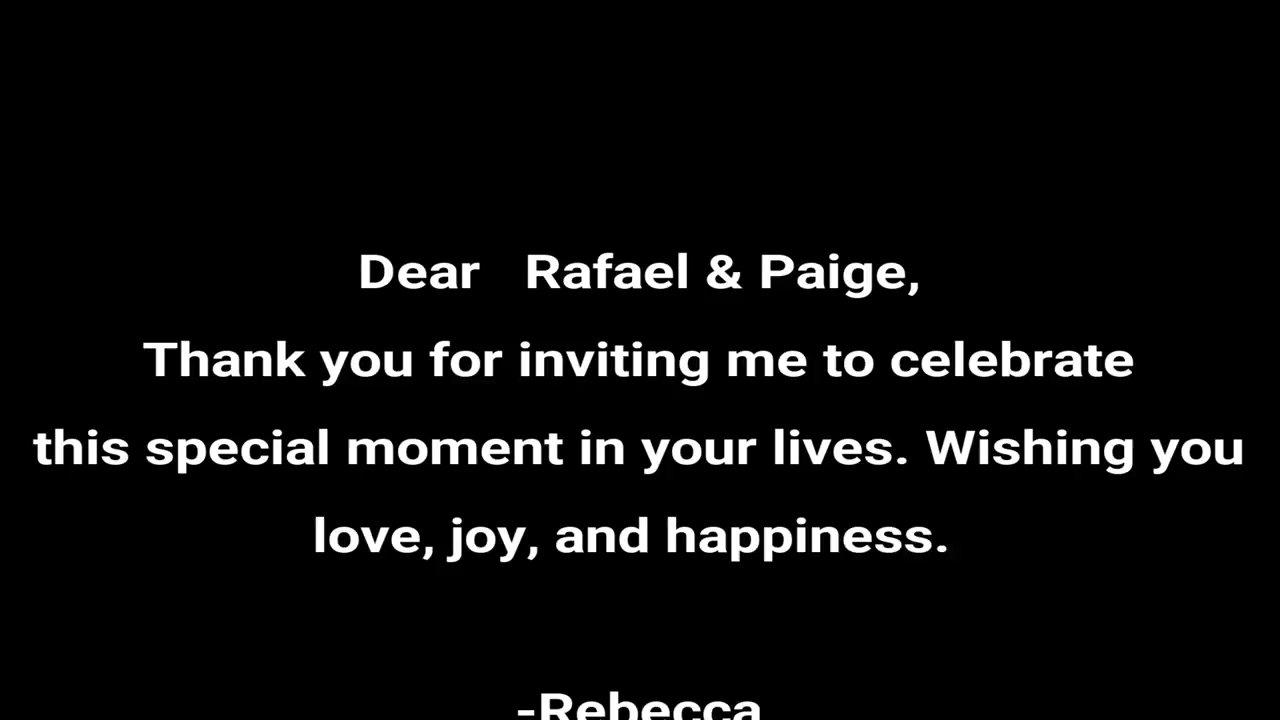 Dear   Rafael & Paige,
Thank you for inviting me to celebrate
this special moment in your lives. Wishing you
love, joy, and happiness.
-Rebecca